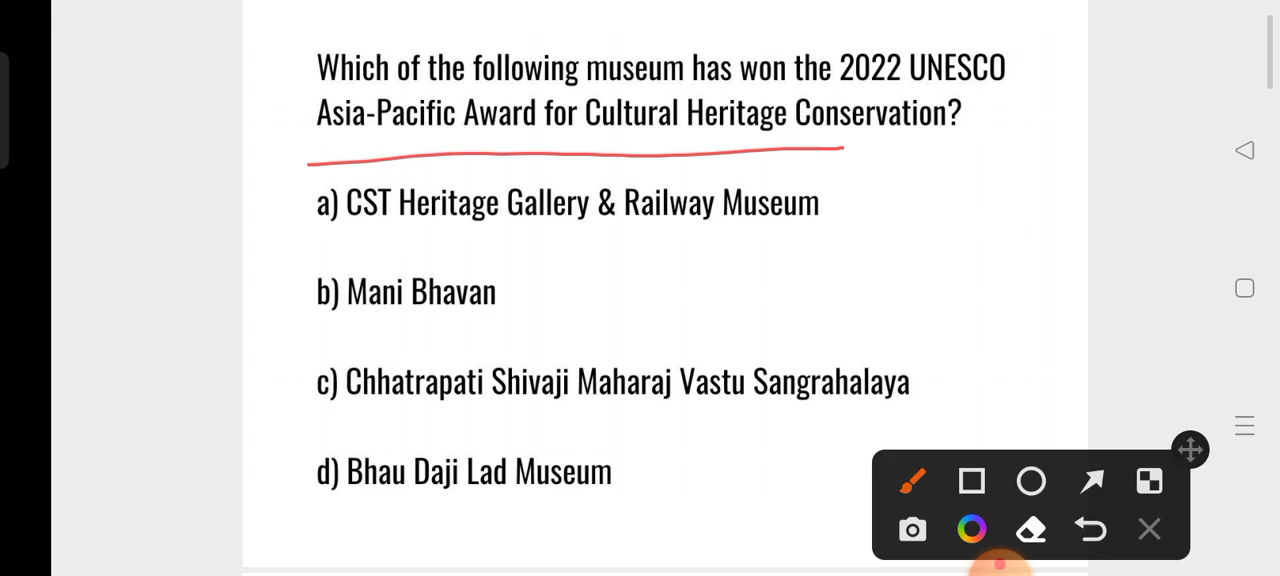 Which of the following museum has won the 2022 UNESCO
Asia-Pacific Award for Cultural Heritage Conservation?
a) CST Heritage Gallery & Railway Museum
b) Mani Bhavan
c) Chhatrapati Shivaji Maharaj Vastu Sangrahalaya
d) Bhau Daji Lad Museum